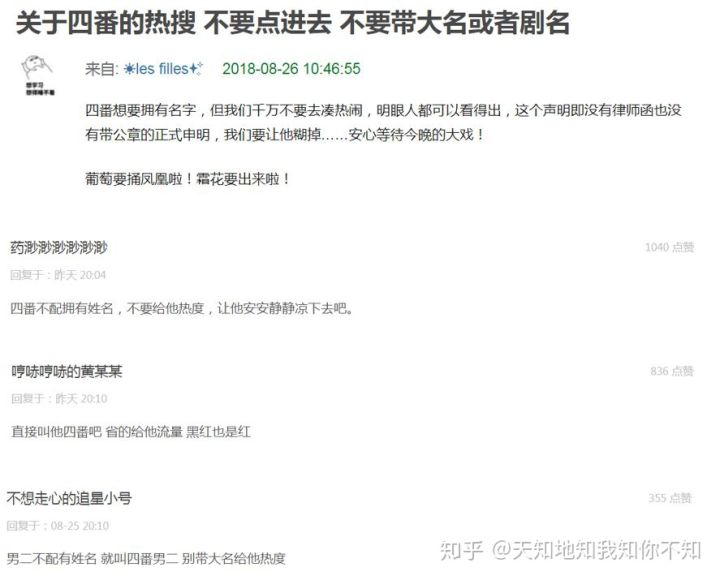 关于四番的热搜 不要点进去 不要带大名或者剧名
来自: ☀les filles✨ 2018-08-26 10:46:55
想学习
想得睡不着
四番想要拥有名字，但我们千万不要去凑热闹，明眼人都可以看得出，这个声明即没有律师函也没
有带公章的正式申明，我们要让他糊掉……安心等待今晚的大戏！
葡萄要捅凤凰啦！霜花要出来啦！
药渺渺渺渺渺渺
1040 点赞
回复于：昨天 20:04
四番不配拥有姓名，不要给他热度，让他安安静静凉下去吧。
哼哧哼哧的黄某某
836 点赞
回复于：昨天 20:10
直接叫他四番吧 省的给他流量 黑红也是红
不想走心的追星小号
355 点赞
回复于：08-25 20:10
男二不配有姓名 就叫四番男二 别带大名给他热度
知乎 @天知地知我知你不知